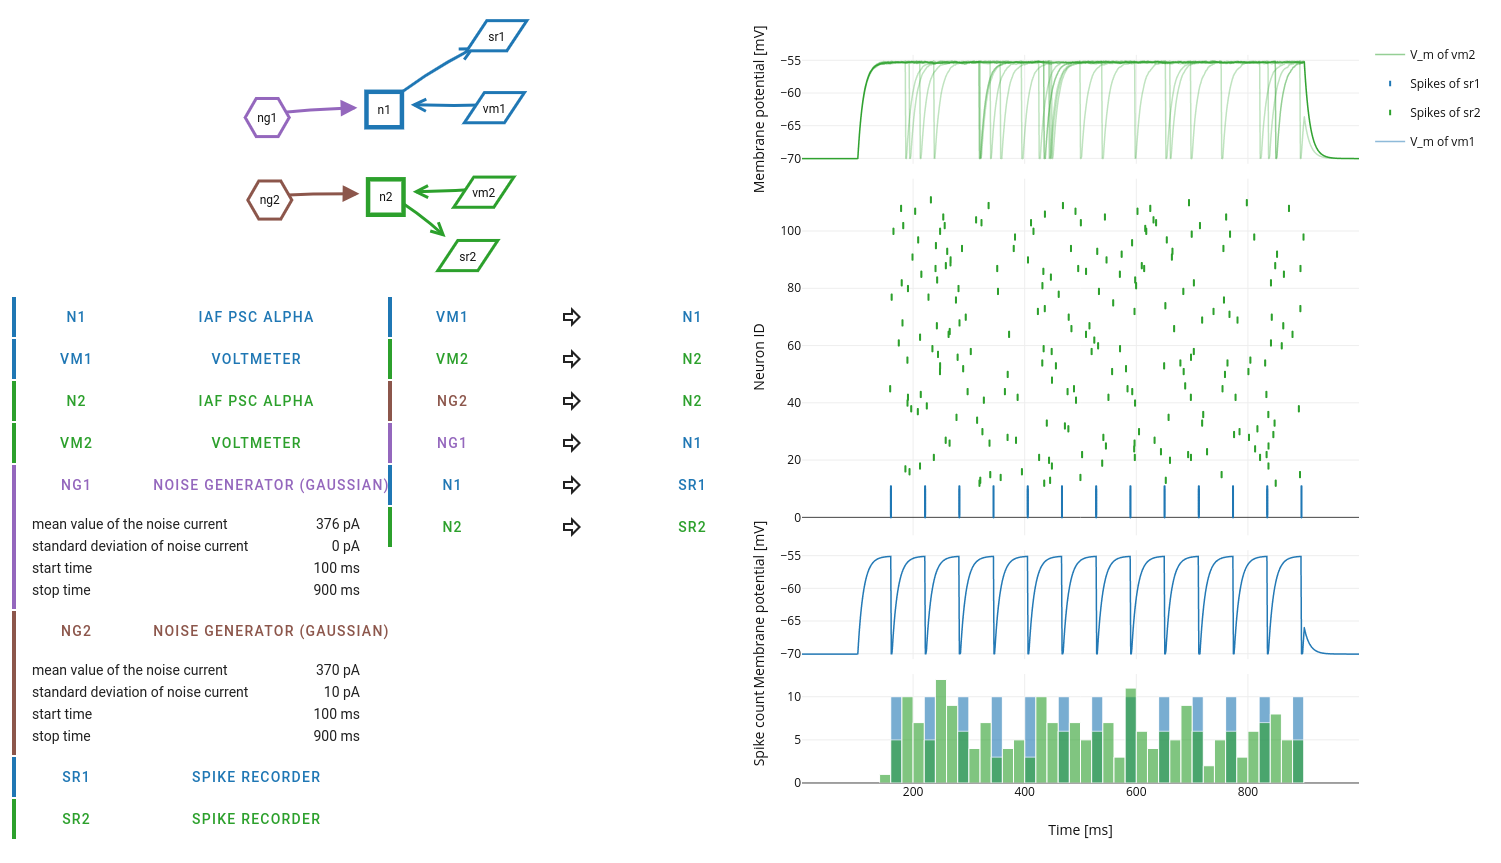 sr1
n1
vm1
ng1
n2
vm2
ng2
sr2
N1 IAF PSC ALPHA
VM1 VOLTMETER
N2 IAF PSC ALPHA
VM2 VOLTMETER
NG1 NOISE GENERATOR (GAUSSIAN)
mean value of the noise current 376 pA
standard deviation of noise current 0 pA
start time 100 ms
stop time 900 ms
NG2 NOISE GENERATOR (GAUSSIAN)
mean value of the noise current 370 pA
standard deviation of noise current 10 pA
start time 100 ms
stop time 900 ms
SR1 SPIKE RECORDER
SR2 SPIKE RECORDER
VM1 N1
VM2 N2
NG2 N2
NG1 N1
N1 SR1
N2 SR2
Membrane potential [mV]
−55
−60
−65
−70
Neuron ID
100
80
60
40
20
0
Membrane potential [mV]
−55
−60
−65
−70
Spike count
10
5
0
200 400 600 800
Time [ms]
V_m of vm2
Spikes of sr1
Spikes of sr2
V_m of vm1